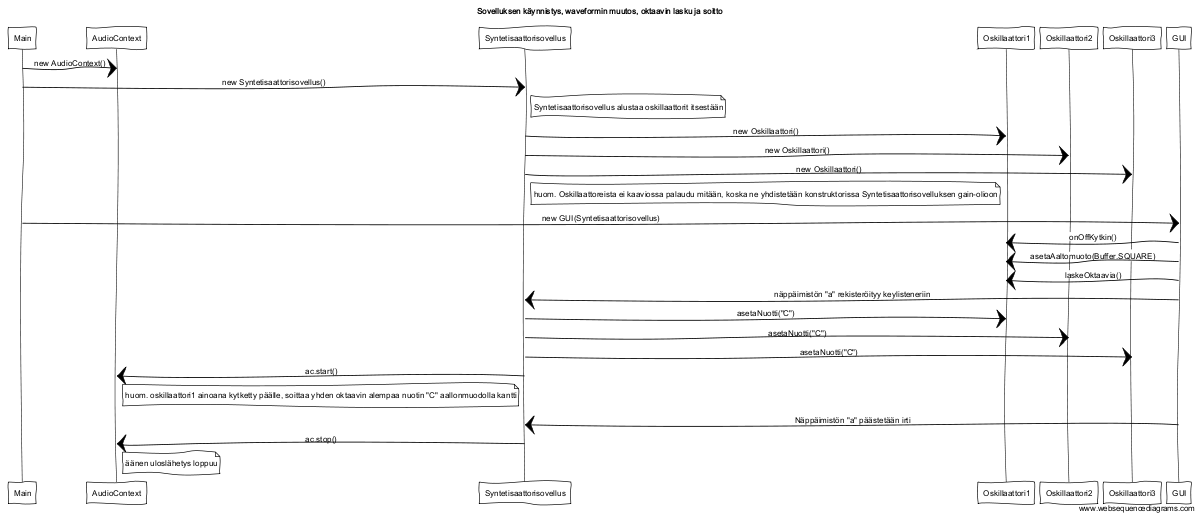 Sovelluksen käynnistys, waveformin muutos, oktaavin lasku ja soitto
Main
AudioContext
Syntetisaattorisovellus
Oskillaattori1
Oskillaattori2
Oskillaattori3
GUI
new AudioContext()
new Syntetisaattorisovellus()
Syntetisaattorisovellus alustaa oskillaattorit itsestään
new Oskillaattori()
new Oskillaattori()
new Oskillaattori()
huom. Oskillaattoreista ei kaaviossa palaudu mitään, koska ne yhdistetään konstruktorissa Syntetisaattorisovelluksen gain-olioon
new GUI(Syntetisaattorisovellus)
onOffKytkin()
asetaAaltomuoto(Buffer.SQUARE)
laskeOktaavia()
näppäimistön "a" rekisteröityy keylisteneriin
asetaNuotti("C")
asetaNuotti("C")
asetaNuotti("C")
ac.start()
huom. oskillaattori1 ainoana kytketty päälle, soittaa yhden oktaavin alempaa nuotin "C" aallonmuodolla kantti
Näppäimistön "a" päästetään irti
ac.stop()
äänen uloslähetys loppuu
Main
AudioContext
Syntetisaattorisovellus
Oskillaattori1
Oskillaattori2
Oskillaattori3
GUI
www.websequencediagrams.com